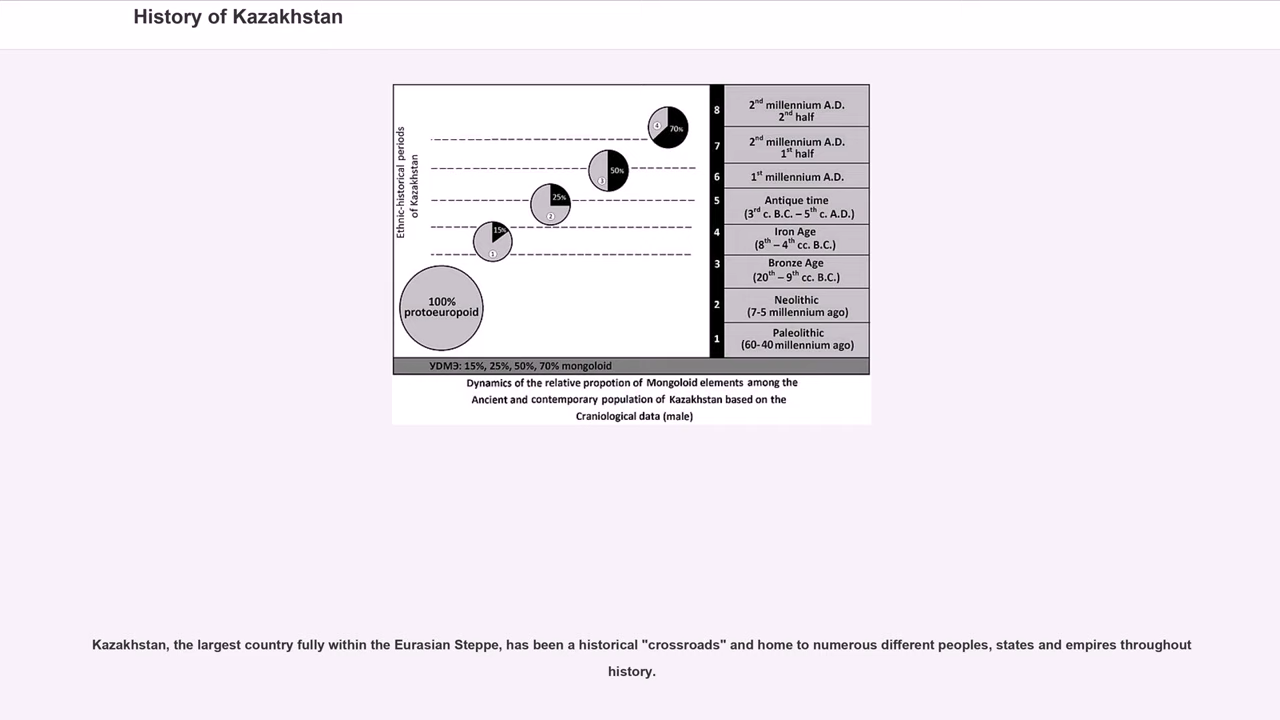 History of Kazakhstan
Ethnic-historical periods
of Kazakhstan
4
70%
3
50%
25%
2
15%
1
100%
protoeuropoid
8
2nd millennium A.D.
2nd half
7
2nd millennium A.D.
1st half
6
1st millennium A.D.
5
Antique time
(3rd c. B.C. – 5th c. A.D.)
4
Iron Age
(8th – 4th cc. B.C.)
3
Bronze Age
(20th – 9th cc. B.C.)
2
Neolithic
(7-5 millennium ago)
1
Paleolithic
(60-40 millennium ago)
УDMЭ: 15%, 25%, 50%, 70% mongoloid
Dynamics of the relative propotion of Mongoloid elements among the
Ancient and contemporary population of Kazakhstan based on the
Craniological data (male)
Kazakhstan, the largest country fully within the Eurasian Steppe, has been a historical "crossroads" and home to numerous different peoples, states and empires throughout
history.